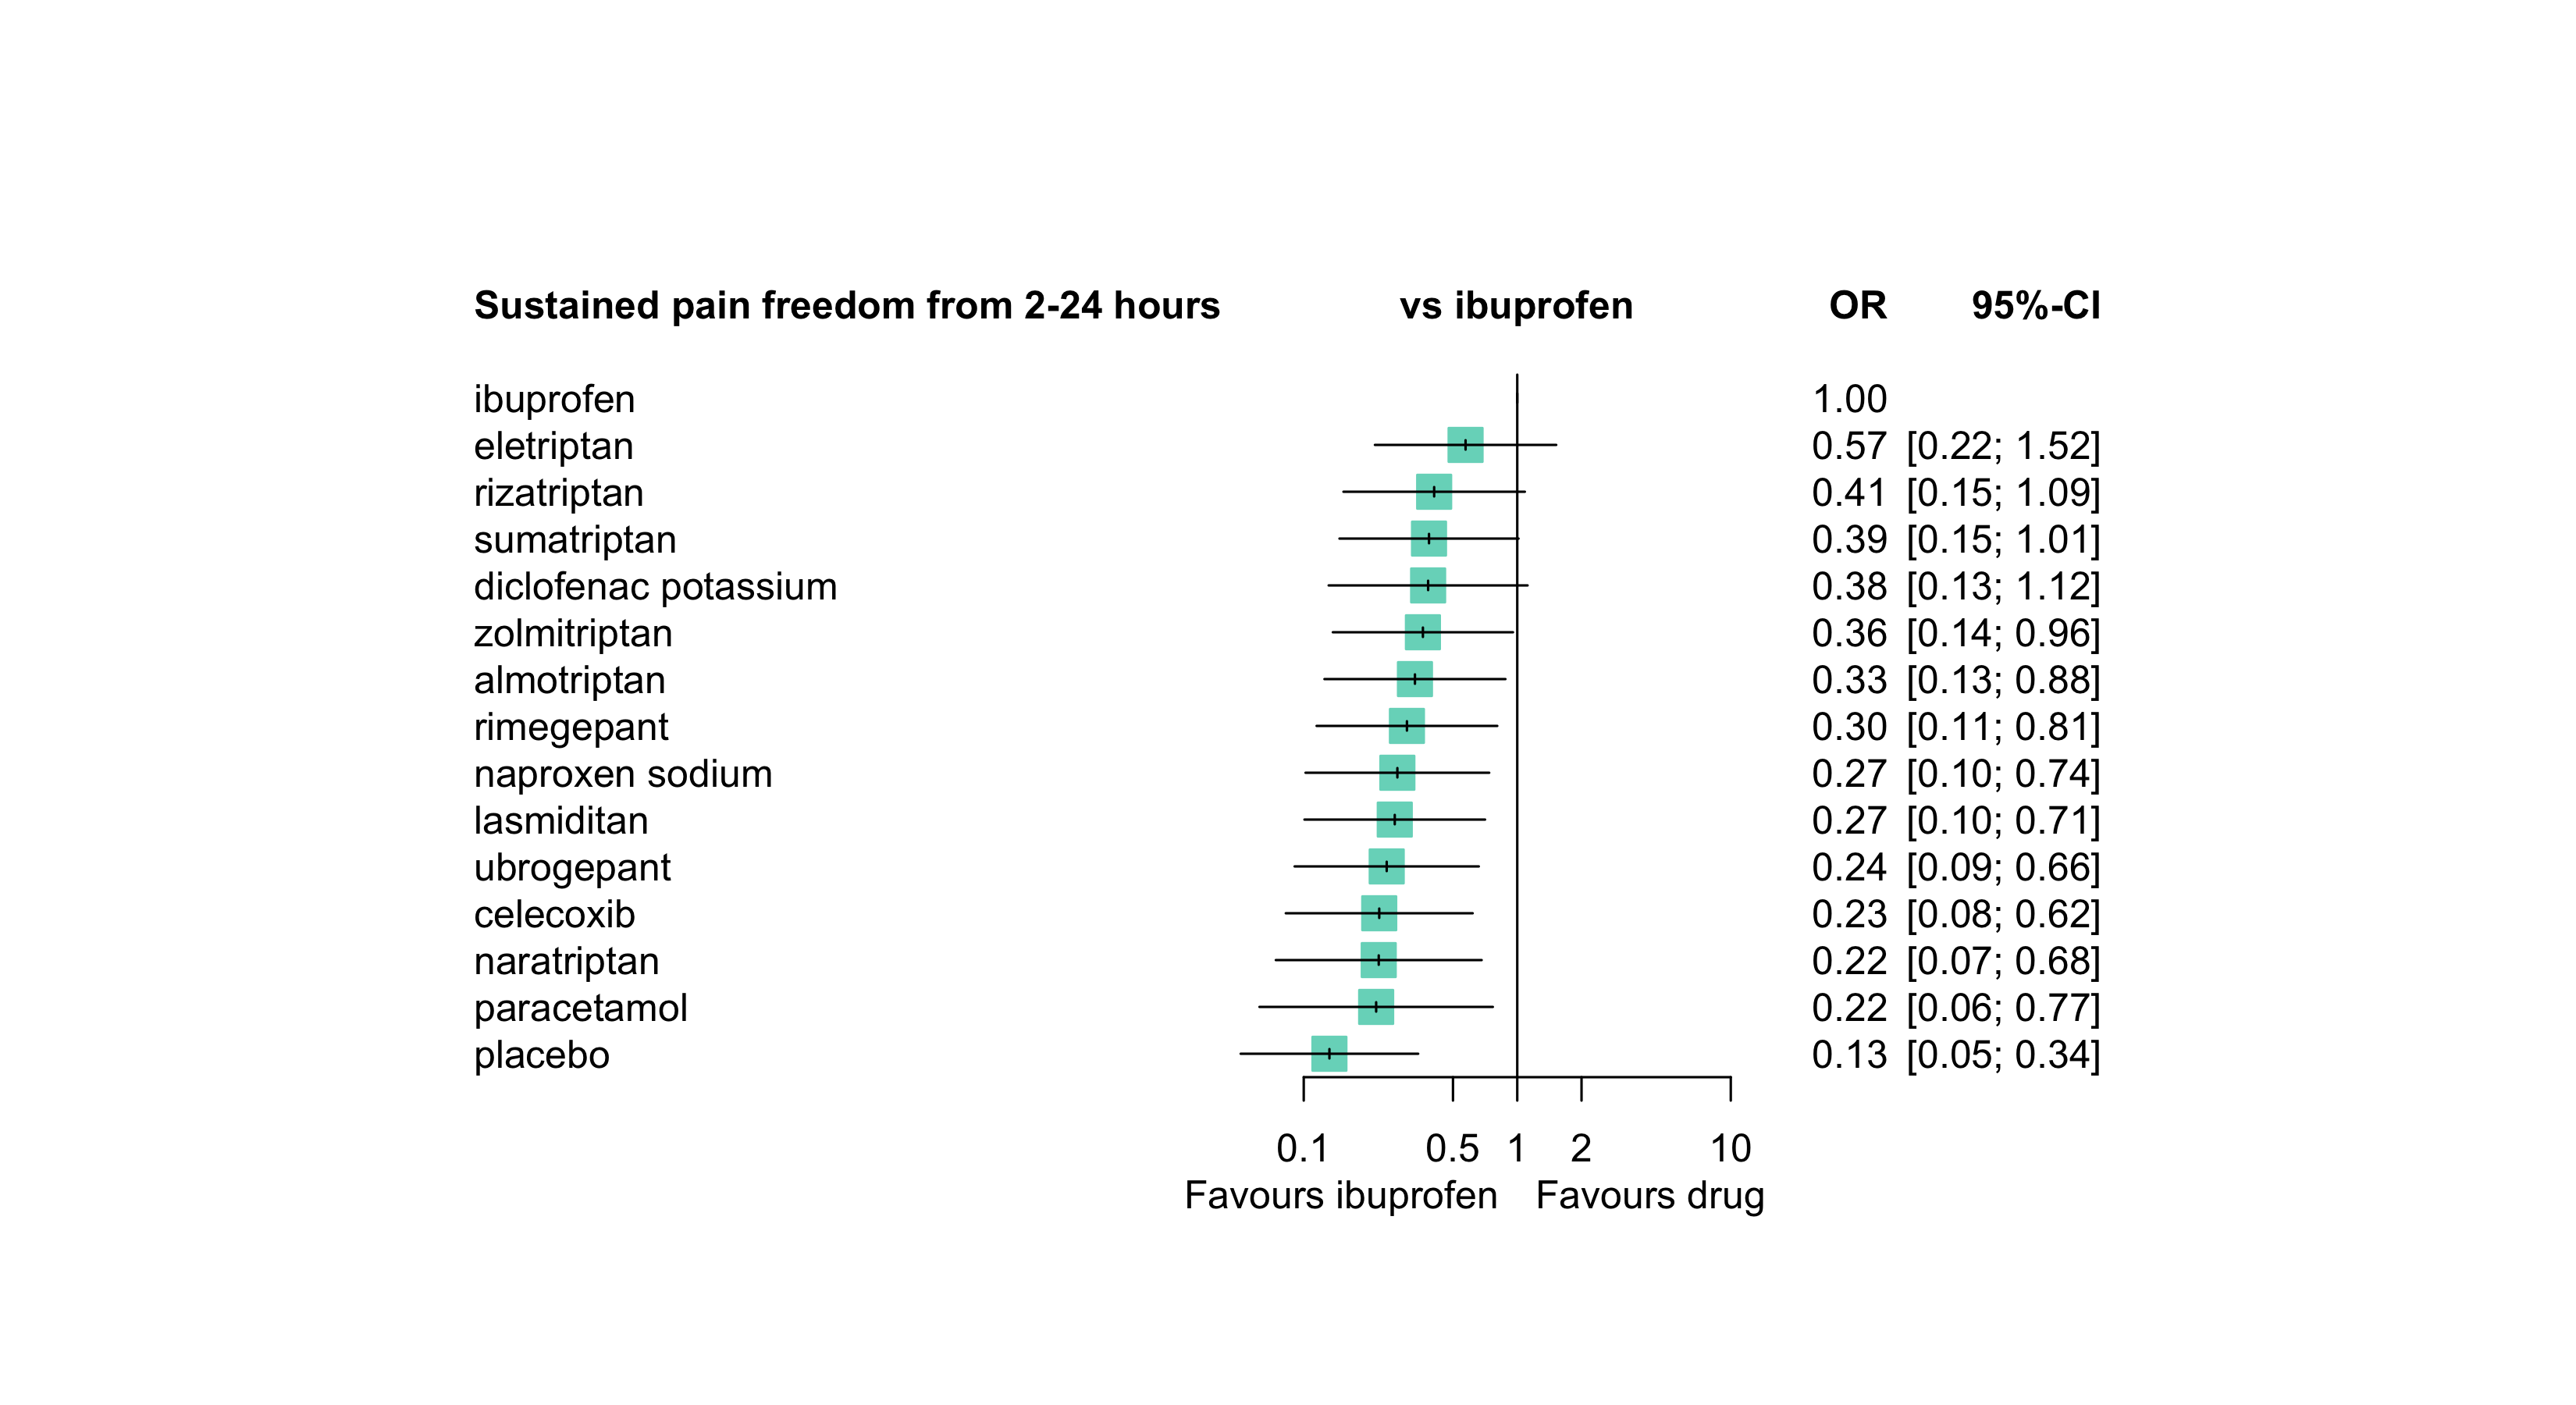 Sustained pain freedom from 2-24 hours vs ibuprofen OR 95%-CI
ibuprofen 1.00
eletriptan 0.57 [0.22; 1.52]
rizatriptan 0.41 [0.15; 1.09]
sumatriptan 0.39 [0.15; 1.01]
diclofenac potassium 0.38 [0.13; 1.12]
zolmitriptan 0.36 [0.14; 0.96]
almotriptan 0.33 [0.13; 0.88]
rimegepant 0.30 [0.11; 0.81]
naproxen sodium 0.27 [0.10; 0.74]
lasmiditan 0.27 [0.10; 0.71]
ubrogepant 0.24 [0.09; 0.66]
celecoxib 0.23 [0.08; 0.62]
naratriptan 0.22 [0.07; 0.68]
paracetamol 0.22 [0.06; 0.77]
placebo 0.13 [0.05; 0.34]
0.1 0.5 1 2 10
Favours ibuprofen Favours drug